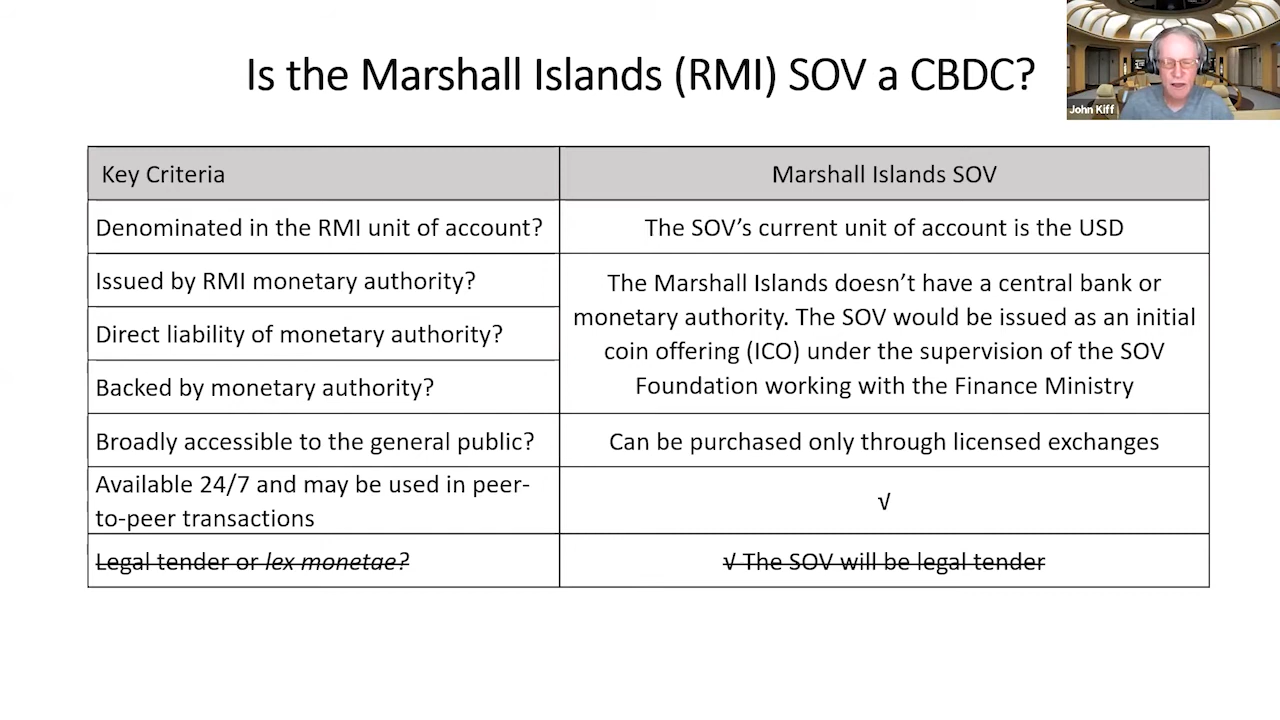 Is the Marshall Islands (RMI) SOV a CBDC?
John Kiff
Key Criteria
Marshall Islands SOV
Denominated in the RMI unit of account?
The SOV’s current unit of account is the USD
Issued by RMI monetary authority?
Direct liability of monetary authority?
Backed by monetary authority?
The Marshall Islands doesn’t have a central bank or
monetary authority. The SOV would be issued as an initial
coin offering (ICO) under the supervision of the SOV
Foundation working with the Finance Ministry
Broadly accessible to the general public?
Can be purchased only through licensed exchanges
Available 24/7 and may be used in peer-
to-peer transactions
√
Legal tender or lex monetae?
√ The SOV will be legal tender